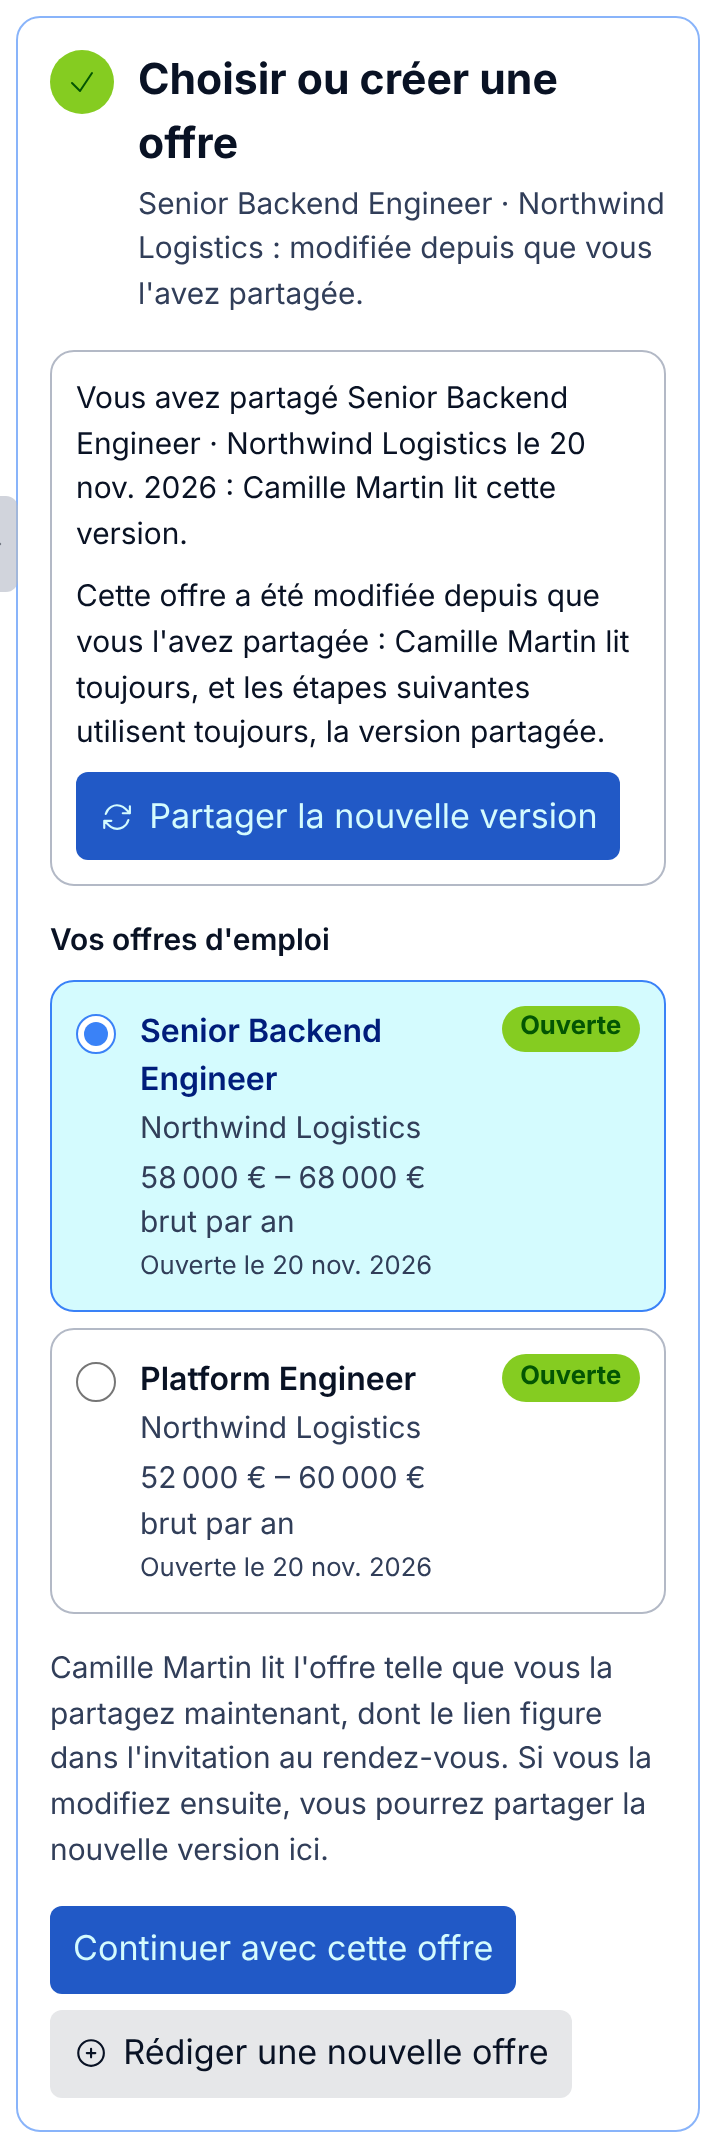 Choisir ou créer une
offre
Senior Backend Engineer · Northwind
Logistics : modifiée depuis que vous
l'avez partagée.
Vous avez partagé Senior Backend
Engineer · Northwind Logistics le 20
nov. 2026 : Camille Martin lit cette
version.
Cette offre a été modifiée depuis que
vous l'avez partagée : Camille Martin lit
toujours, et les étapes suivantes
utilisent toujours, la version partagée.
Partager la nouvelle version
Vos offres d'emploi
Senior Backend
Engineer
Ouverte
Northwind Logistics
58 000 € – 68 000 €
brut par an
Ouverte le 20 nov. 2026
Platform Engineer
Ouverte
Northwind Logistics
52 000 € – 60 000 €
brut par an
Ouverte le 20 nov. 2026
Camille Martin lit l'offre telle que vous la
partagez maintenant, dont le lien figure
dans l'invitation au rendez-vous. Si vous la
modifiez ensuite, vous pourrez partager la
nouvelle version ici.
Continuer avec cette offre
Rédiger une nouvelle offre